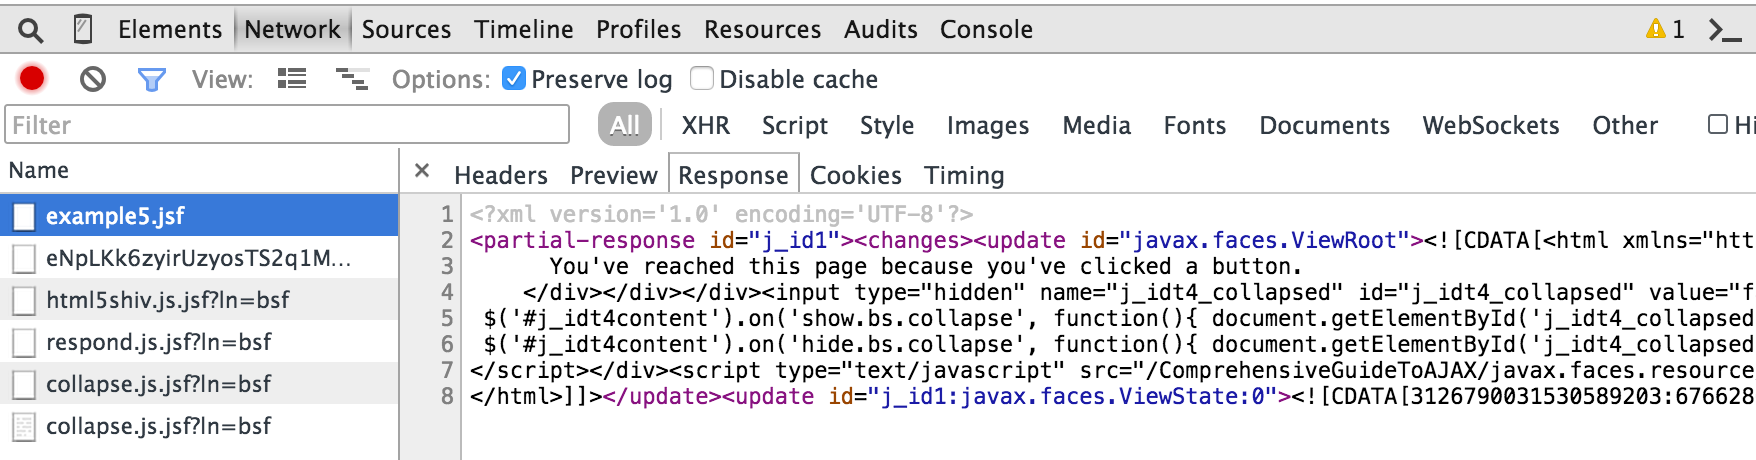 Elements Network Sources Timeline Profiles Resources Audits Console 1
View: Options: Preserve log Disable cache
Filter All XHR Script Style Images Media Fonts Documents WebSockets Other Hi
Name
× Headers Preview Response Cookies Timing
example5.jsf
eNpLKk6zyirUzyosTS2q1M...
html5shiv.js.jsf?ln=bsf
respond.js.jsf?ln=bsf
collapse.js.jsf?ln=bsf
collapse.js.jsf?ln=bsf
1 <?xml version='1.0' encoding='UTF-8'?>
2 <partial-response id="j_id1"><changes><update id="javax.faces.ViewRoot"><![CDATA[<html xmlns="htt
3 You've reached this page because you've clicked a button.
4 </div></div></div><input type="hidden" name="j_idt4_collapsed" id="j_idt4_collapsed" value="f
5 $('#j_idt4content').on('show.bs.collapse', function(){ document.getElementById('j_idt4_collapsed
6 $('#j_idt4content').on('hide.bs.collapse', function(){ document.getElementById('j_idt4_collapsed
7 </script></div><script type="text/javascript" src="/ComprehensiveGuideToAJAX/javax.faces.resource
8 </html>]]></update><update id="j_id1:javax.faces.ViewState:0"><![CDATA[3126790031530589203:676628